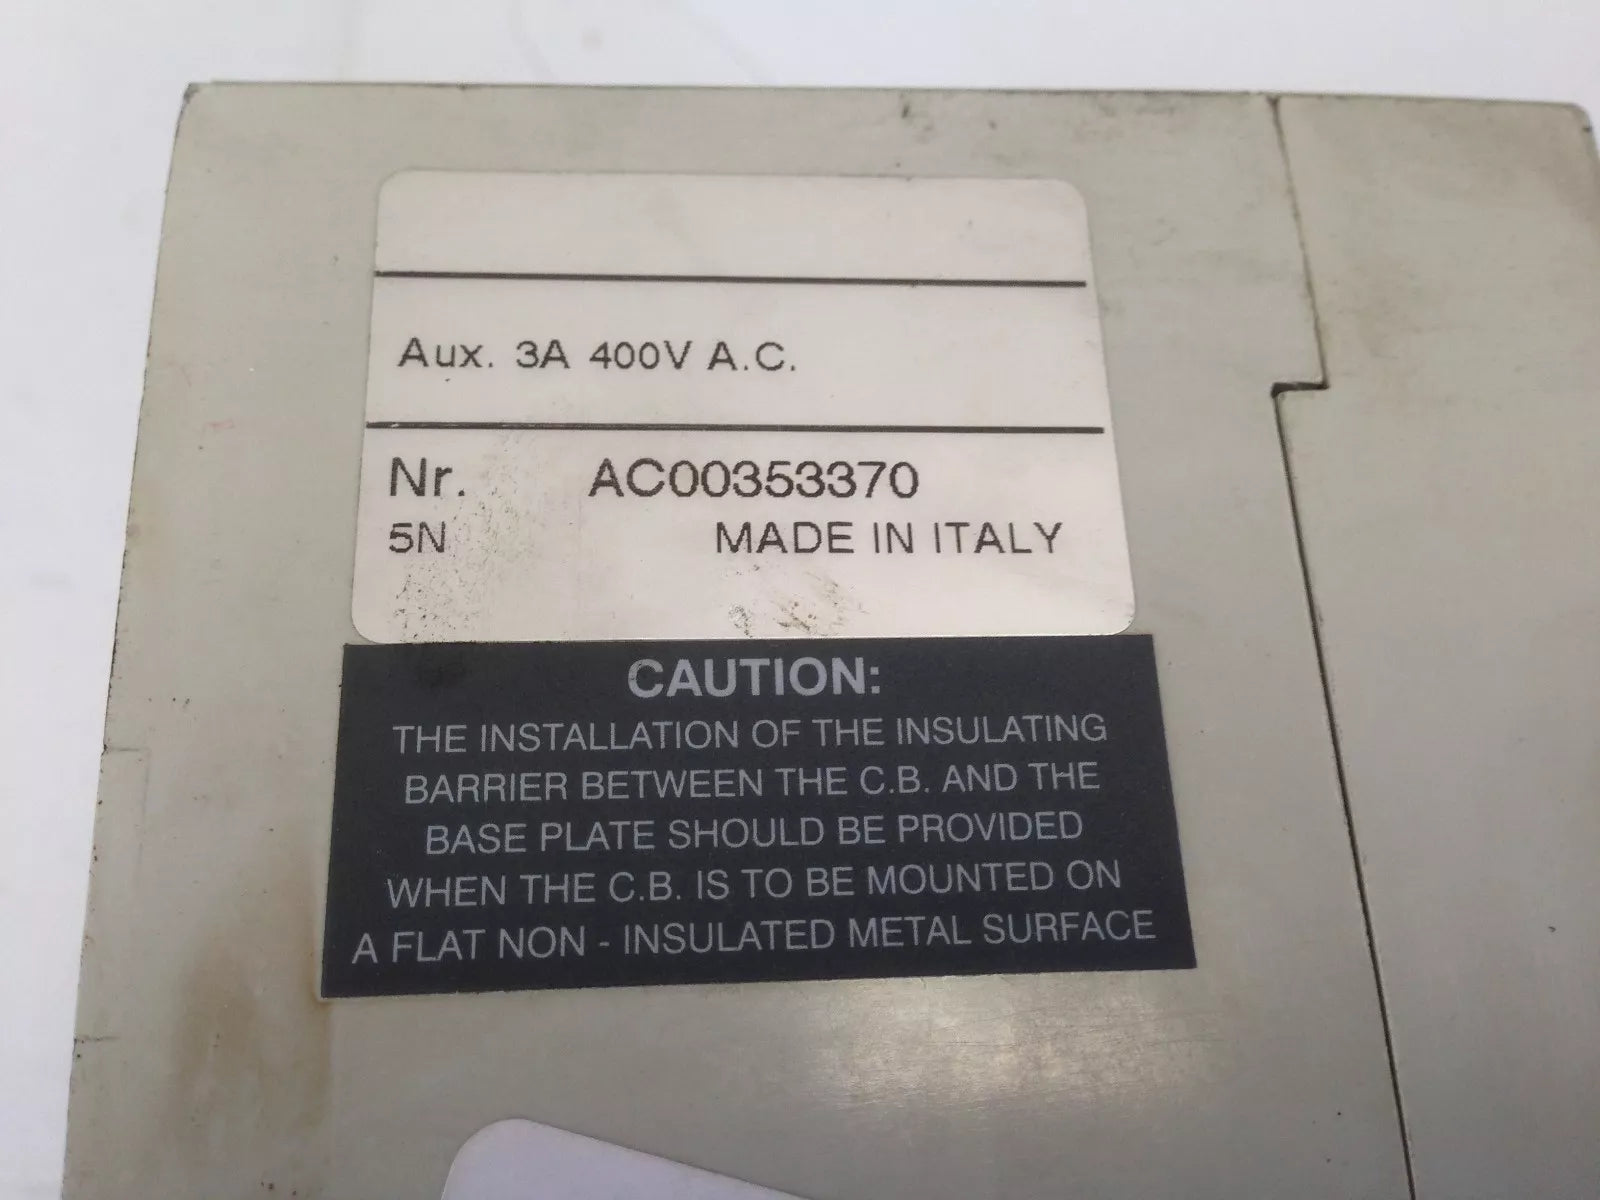 Aux. 3A 400V A.C.
Nr. AC00353370
5N MADE IN ITALY
CAUTION:
THE INSTALLATION OF THE INSULATING
BARRIER BETWEEN THE C.B. AND THE
BASE PLATE SHOULD BE PROVIDED
WHEN THE C.B. IS TO BE MOUNTED ON
A FLAT NON - INSULATED METAL SURFACE